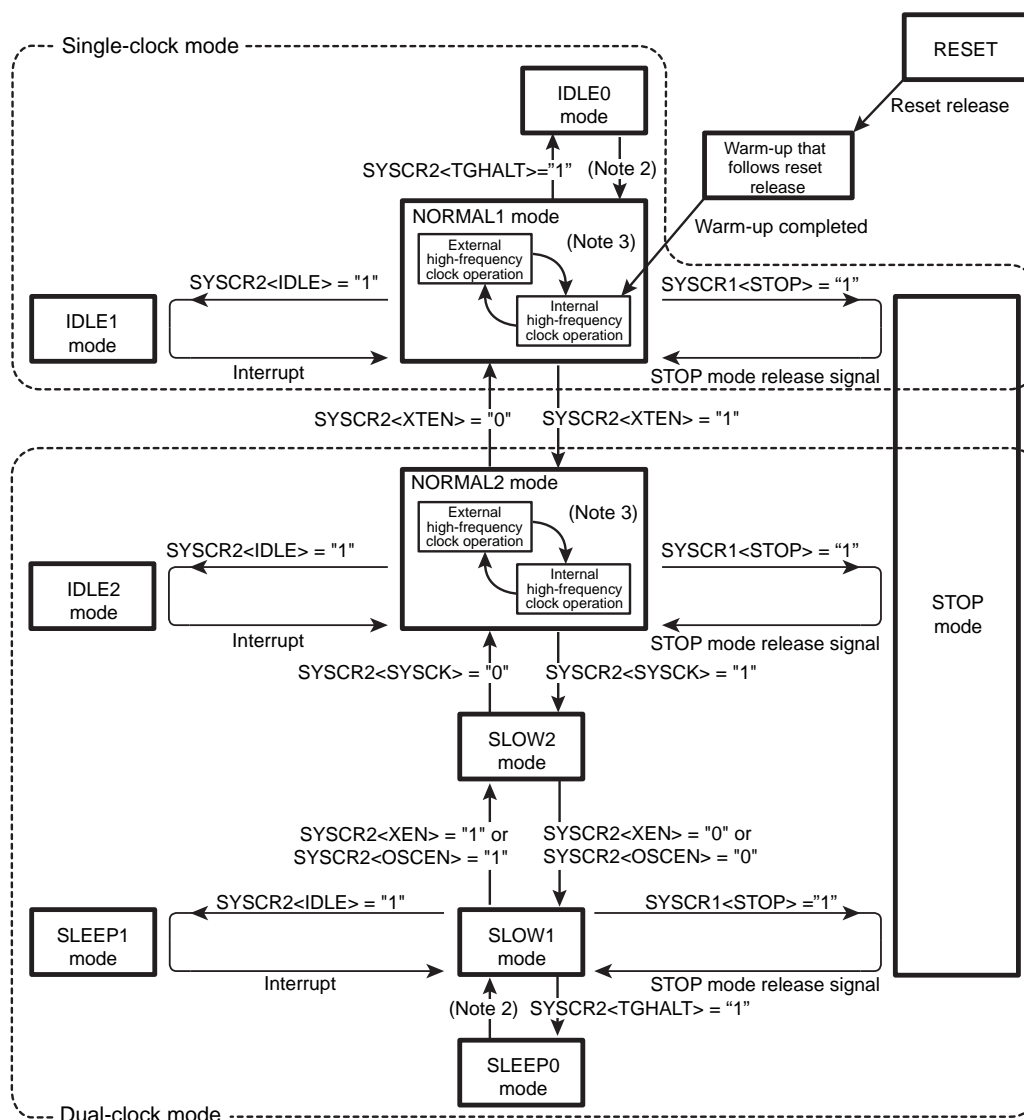 Single-clock mode
RESET
IDLE0
mode
Reset release
SYSCR2<TGHALT>=”1”
(Note 2)
Warm-up that
follows reset
release
NORMAL1 mode
(Note 3)
Warm-up completed
External
high-frequency
clock operation
Internal
high-frequency
clock operation
SYSCR2<IDLE> = "1"
SYSCR1<STOP> = “1”
IDLE1
mode
Interrupt
STOP mode release signal
SYSCR2<XTEN> = "0"
SYSCR2<XTEN> = "1"
NORMAL2 mode
(Note 3)
External
high-frequency
clock operation
Internal
high-frequency
clock operation
SYSCR2<IDLE> = "1"
SYSCR1<STOP> = “1”
IDLE2
mode
STOP
mode
Interrupt
STOP mode release signal
SYSCR2<SYSCK> = "0"
SYSCR2<SYSCK> = "1"
SLOW2
mode
SYSCR2<XEN> = "1" or
SYSCR2<OSCEN> = "1"
SYSCR2<XEN> = "0" or
SYSCR2<OSCEN> = "0"
SYSCR2<IDLE> = "1"
SYSCR1<STOP> =”1”
SLEEP1
mode
SLOW1
mode
Interrupt
STOP mode release signal
(Note 2)
SYSCR2<TGHALT> = “1”
SLEEP0
mode
Dual-clock mode